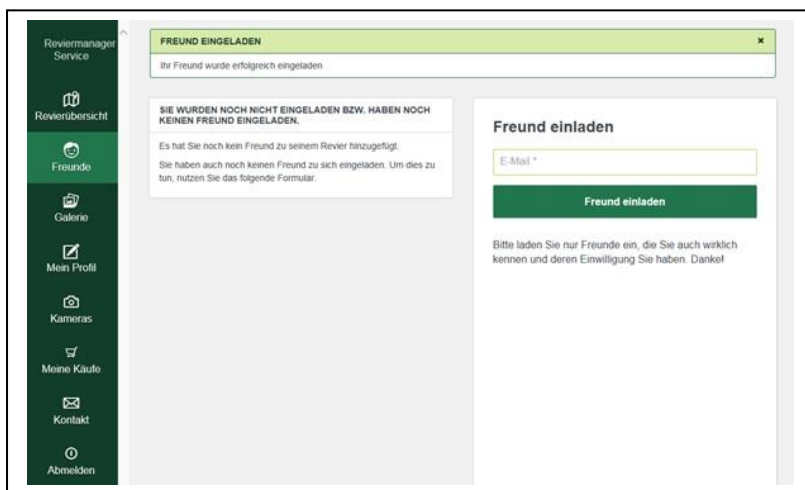 Reviermanager
Service
Revierübersicht
Freunde
Galerie
Mein Profil
Kameras
Meine Käufe
Kontakt
Abmelden
FREUND EINGELADEN
Ihr Freund wurde erfolgreich eingeladen
SIE WURDEN NOCH NICHT EINGELADEN BZW. HABEN NOCH
KEINEN FREUND EINGELADEN.
Es hat Sie noch kein Freund zu seinem Revier hinzugefügt.
Sie haben auch noch keinen Freund zu sich eingeladen. Um dies zu
tun, nutzen Sie das folgende Formular.
Freund einladen
E-Mail *
Freund einladen
Bitte laden Sie nur Freunde ein, die Sie auch wirklich
kennen und deren Einwilligung Sie haben. Danke!